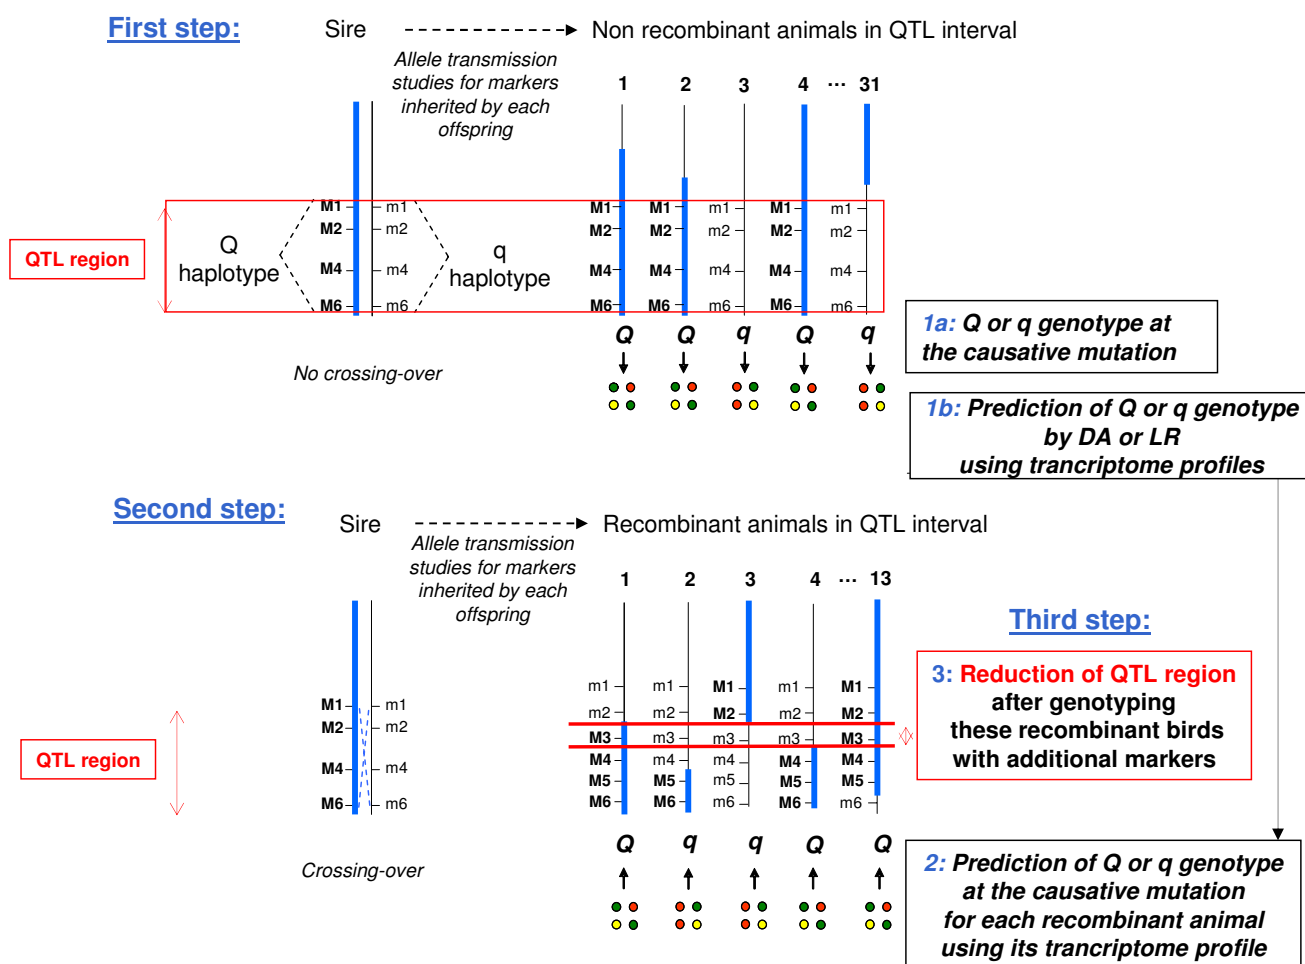 First step:
Sire
Non recombinant animals in QTL interval
Allele transmission
studies for markers
inherited by each
offspring
1 2 3 4 ... 31
M1 m1 M1 M1 m1 M1 m1
M2 m2 M2 M2 m2 M2 m2
M4 m4 M4 M4 m4 M4 m4
M6 m6 M6 M6 m6 M6 m6
QTL region
Q
haplotype
q
haplotype
Q Q q Q q
No crossing-over
1a: Q or q genotype at
the causative mutation
1b: Prediction of Q or q genotype
by DA or LR
using trancriptome profiles
Second step:
Sire
Recombinant animals in QTL interval
Allele transmission
studies for markers
inherited by each
offspring
1 2 3 4 ... 13
M1 m1
M2 m2
M4 m4
M6 m6
QTL region
Crossing-over
m1 m1 M1 m1 M1
m2 m2 M2 m2 M2
M3 m3 m3 m3 M3
M4 m4 m4 M4 M4
M5 M5 m5 M5 M5
M6 M6 m6 M6 m6
Q q q Q Q
Third step:
3: Reduction of QTL region
after genotyping
these recombinant birds
with additional markers
2: Prediction of Q or q genotype
at the causative mutation
for each recombinant animal
using its trancriptome profile